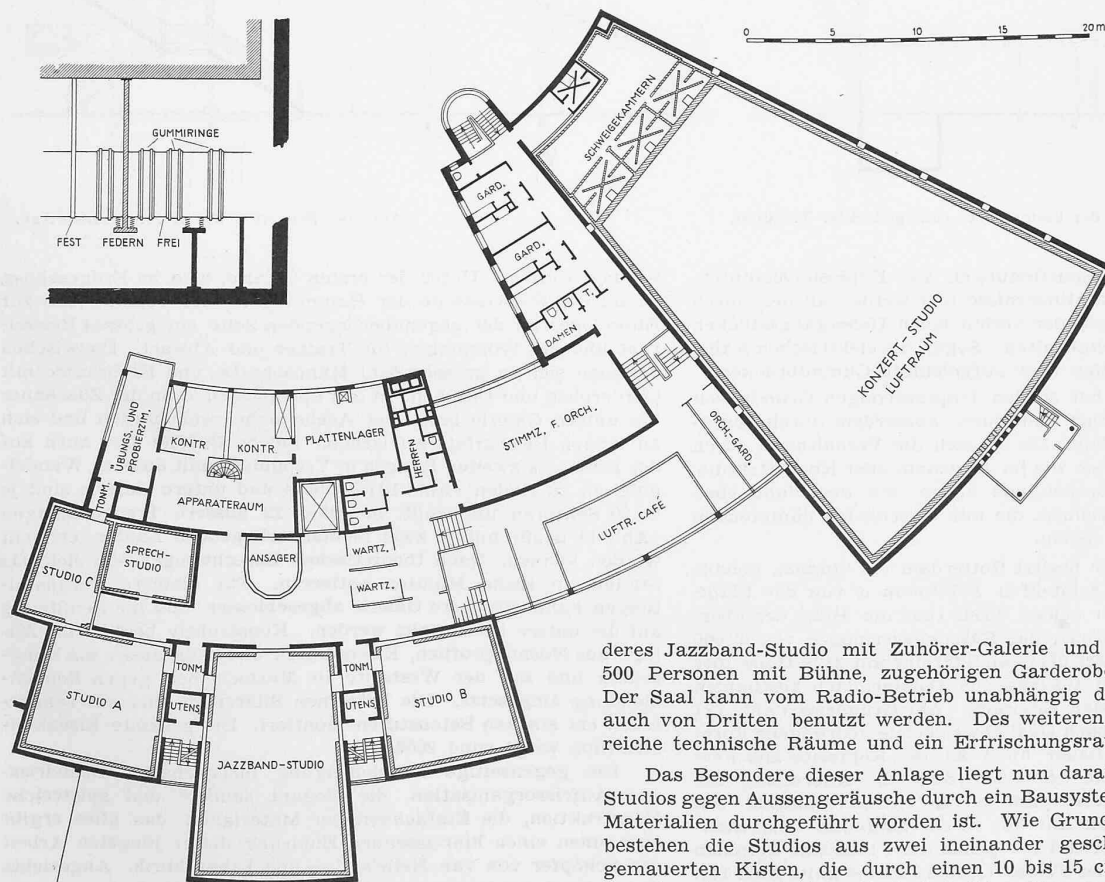 0 5 10 15 20 m
GUMMIRINGE
FEST FEDERN FREI
SCHWEIGEKAMMERN
GARD.
GARD.
DAMEN
KONZERT-STUDIO
LUFTRAUM
STIMMZ. F. ORCH.
ORCH. GARD.
LUFTR. CAFÉ
ÜBUNGS- UND
PROBIERZIM.
KONTR.
KONTR.
PLATTENLAGER
HERREN
TONM.
APPARATERAUM
ANSAGER
WARTZ.
WARTZ.
STUDIO C
SPRECH-
STUDIO
STUDIO A
TONM.
UTENS.
JAZZBAND-STUDIO
TONM.
UTENS.
STUDIO B
deres Jazzband-Studio mit Zuhörer-Galerie und
500 Personen mit Bühne, zugehörigen Garderob
Der Saal kann vom Radio-Betrieb unabhängig d
auch von Dritten benutzt werden. Des weiteren
reiche technische Räume und ein Erfrischungsra
Das Besondere dieser Anlage liegt nun dara
Studios gegen Aussengeräusche durch ein Bausyste
Materialien durchgeführt worden ist. Wie Grund
bestehen die Studios aus zwei ineinander gesch
gemauerten Kisten, die durch einen 10 bis 15 c